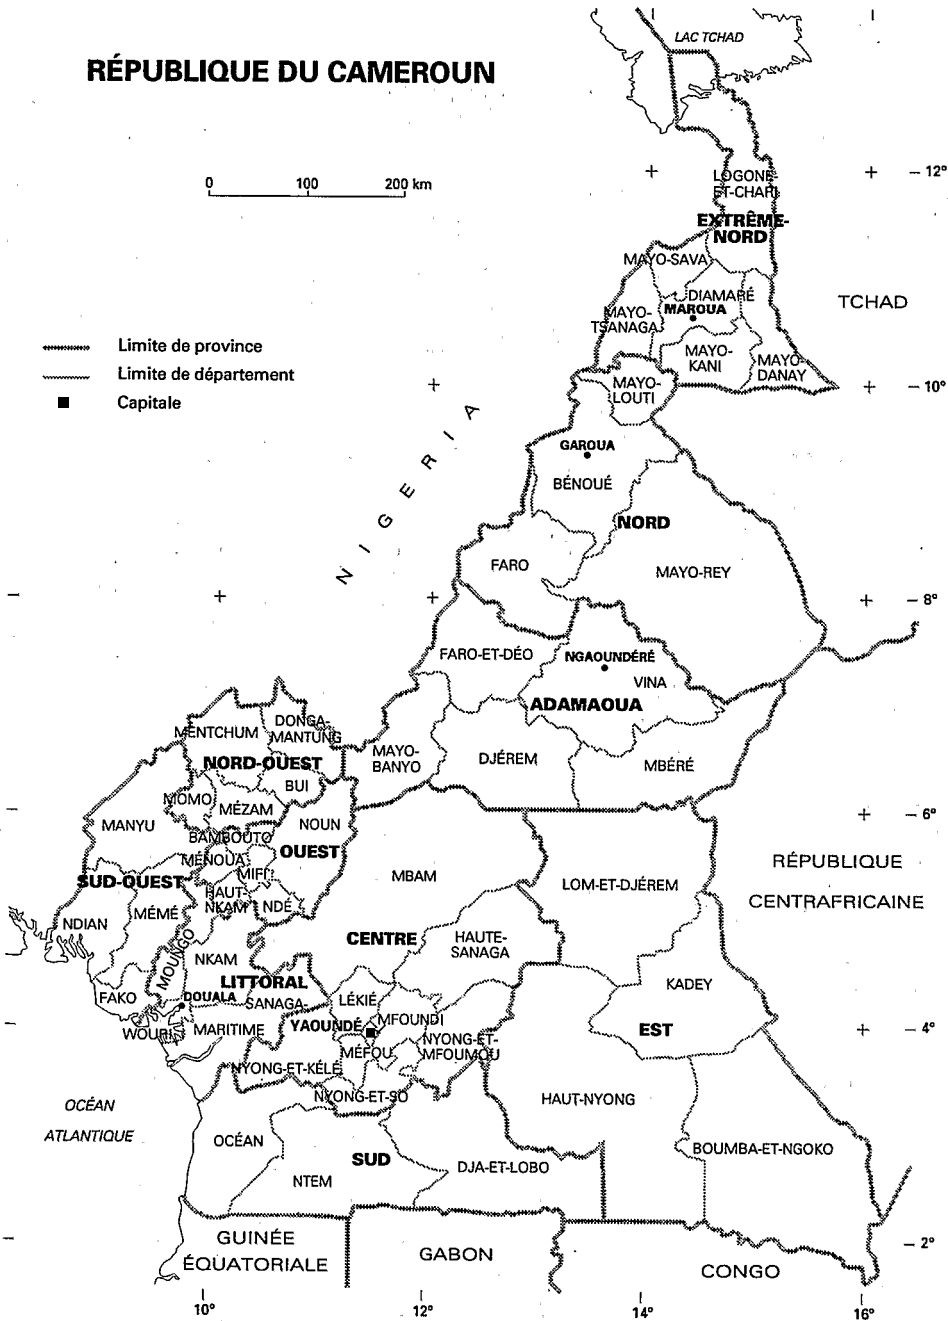 LAC TCHAD
RÉPUBLIQUE DU CAMEROUN
0 100 200 km
12°
LOGONE-
ET-CHARI
EXTRÊME-
NORD
MAYO-SAVA
DIAMARÉ
MAROUA
TCHAD
MAYO-
TSANAGA
MAYO-
KANI
MAYO-
DANAY
Limite de province
Limite de département
Capitale
10°
MAYO-
LOUTI
NIGERIA
GAROUA
BÉNOUÉ
NORD
FARO
MAYO-REY
8°
FARO-ET-DÉO
NGAOUNDÉRÉ
VINA
ADAMAOUA
MENTCHUM
DONGA-
MANTUNG
NORD-OUEST
MAYO-
BANYO
DJÉREM
MBÉRÉ
BUI
MOMO
MÉZAM
6°
MANYU
NOUN
BAMBOUTO
OUEST
MÉNOUA
MIFI
RÉPUBLIQUE
CENTRAFRICAINE
SUD-OUEST
MBAM
LOM-ET-DJÉREM
HAUT-
NKAM
NDÉ
MÉMÉ
NDIAN
CENTRE
HAUTE-
SANAGA
MOUNGO
NKAM
LITTORAL
KADEY
FAKO
DOUALA
SANAGA-
MARITIME
LÉKIÉ
MFOUNDI
YAOUNDÉ
EST
4°
WOURI
NYONG-ET-
MFOUMOU
MÉFOU
NYONG-ET-KÉLÉ
NYONG-ET-SO
HAUT-NYONG
OCÉAN
ATLANTIQUE
OCÉAN
BOUMBA-ET-NGOKO
SUD
DJA-ET-LOBO
NTEM
GUINÉE
ÉQUATORIALE
GABON
2°
CONGO
10° 12° 14° 16°